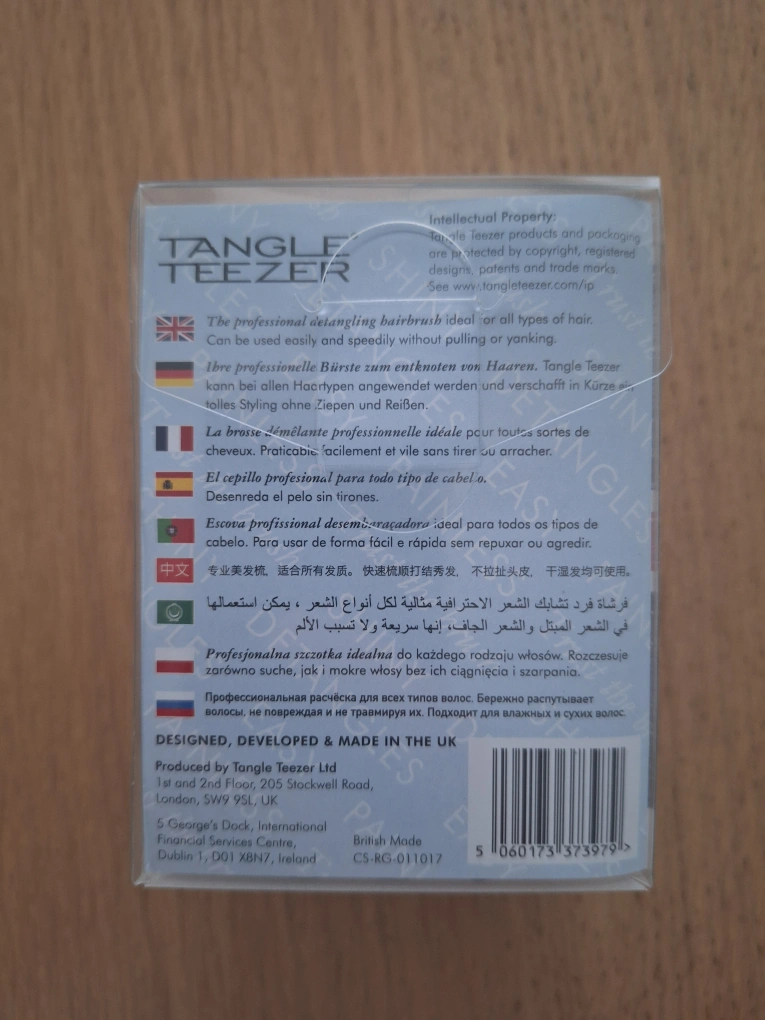 TANGLE
TEEZER
Intellectual Property:
Tangle Teezer products and packaging
are protected by copyright, registered
designs, patents and trade marks.
See www.tangleteezer.com/ip
The professional detangling hairbrush ideal for all types of hair.
Can be used easily and speedily without pulling or yanking.
Ihre professionelle Bürste zum entknoten von Haaren. Tangle Teezer
kann bei allen Haartypen angewendet werden und verschafft in Kürze ein
tolles Styling ohne Ziepen und Reißen.
La brosse démêlante professionnelle idéale pour toutes sortes de
cheveux. Praticable facilement et vile sans tirer ou arracher.
El cepillo profesional para todo tipo de cabello.
Desenreda el pelo sin tirones.
Escova profissional desembaraçadora ideal para todos os tipos de
cabelo. Para usar de forma fácil e rápida sem repuxar ou agredir.
中文 专业美发梳，适合所有发质。 快速梳顺打结秀发， 不拉扯头皮， 干湿发均可使用。
فرشاة فرد تشابك الشعر الاحترافية مثالية لكل أنواع الشعر ، يمكن استعمالها
في الشعر المبتل والشعر الجاف، إنها سريعة ولا تسبب الألم
Profesjonalna szczotka idealna do każdego rodzaju włosów. Rozczesuje
zarówno suche, jak i mokre włosy bez ich ciągnięcia i szarpania.
Профессиональная расчёска для всех типов волос. Бережно распутывает
волосы, не повреждая и не травмируя их. Подходит для влажных и сухих волос.
DESIGNED, DEVELOPED & MADE IN THE UK
Produced by Tangle Teezer Ltd
1st and 2nd Floor, 205 Stockwell Road,
London, SW9 9SL, UK
5 George's Dock, International
Financial Services Centre,
Dublin 1, D01 X8N7, Ireland
British Made
CS-RG-011017
5 060173 373979 >